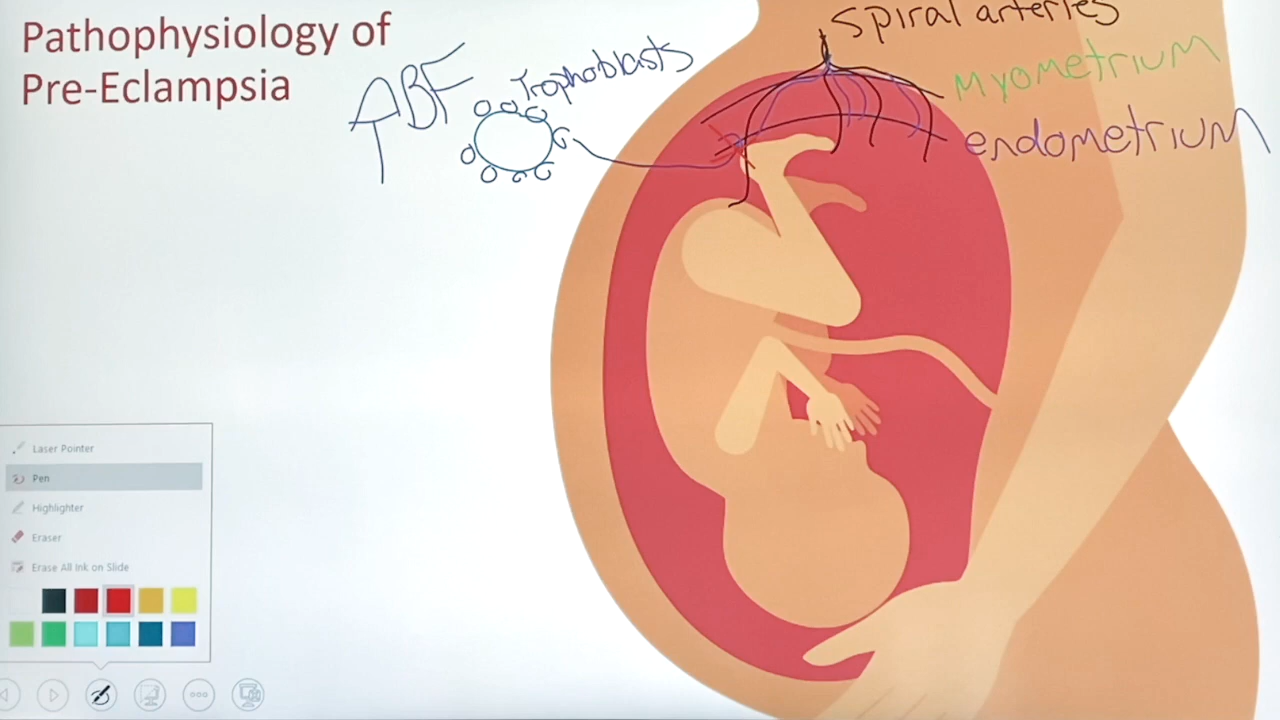 Pathophysiology of
Pre-Eclampsia
↑BF
Trophoblasts
Spiral arteries
Myometrium
endometrium
Laser Pointer
Pen
Highlighter
Eraser
Erase All Ink on Slide